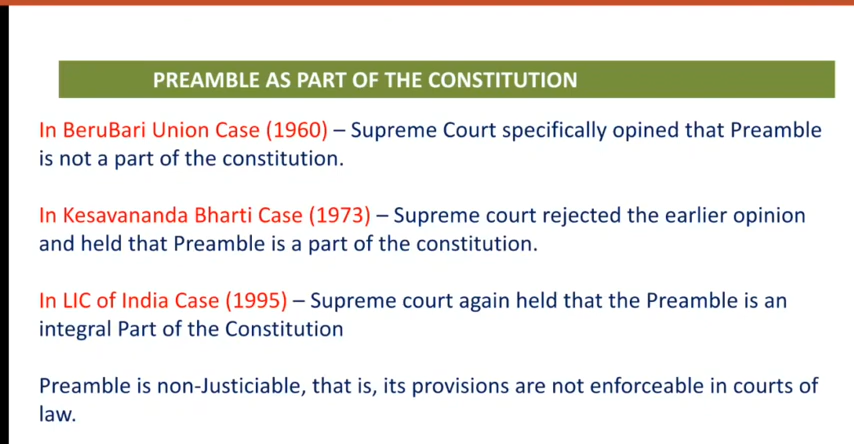 PREAMBLE AS PART OF THE CONSTITUTION
In BeruBari Union Case (1960) – Supreme Court specifically opined that Preamble
is not a part of the constitution.
In Kesavananda Bharti Case (1973) – Supreme court rejected the earlier opinion
and held that Preamble is a part of the constitution.
In LIC of India Case (1995) – Supreme court again held that the Preamble is an
integral Part of the Constitution
Preamble is non-Justiciable, that is, its provisions are not enforceable in courts of
law.